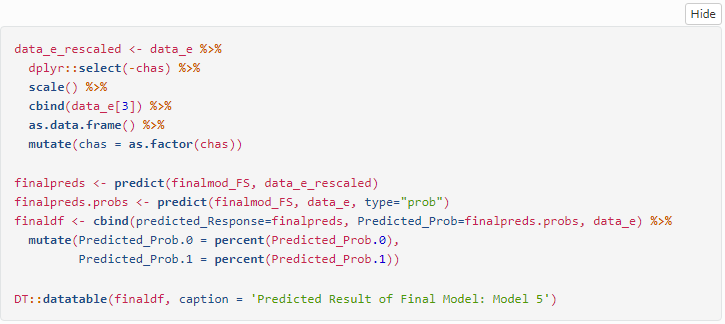 Hide
data_e_rescaled <- data_e %>%
  dplyr::select(-chas) %>%
  scale() %>%
  cbind(data_e[3]) %>%
  as.data.frame() %>%
  mutate(chas = as.factor(chas))

finalpreds <- predict(finalmod_FS, data_e_rescaled)
finalpreds.probs <- predict(finalmod_FS, data_e, type="prob")
finaldf <- cbind(predicted_Response=finalpreds, Predicted_Prob=finalpreds.probs, data_e) %>%
  mutate(Predicted_Prob.0 = percent(Predicted_Prob.0),
         Predicted_Prob.1 = percent(Predicted_Prob.1))

DT::datatable(finaldf, caption = 'Predicted Result of Final Model: Model 5')